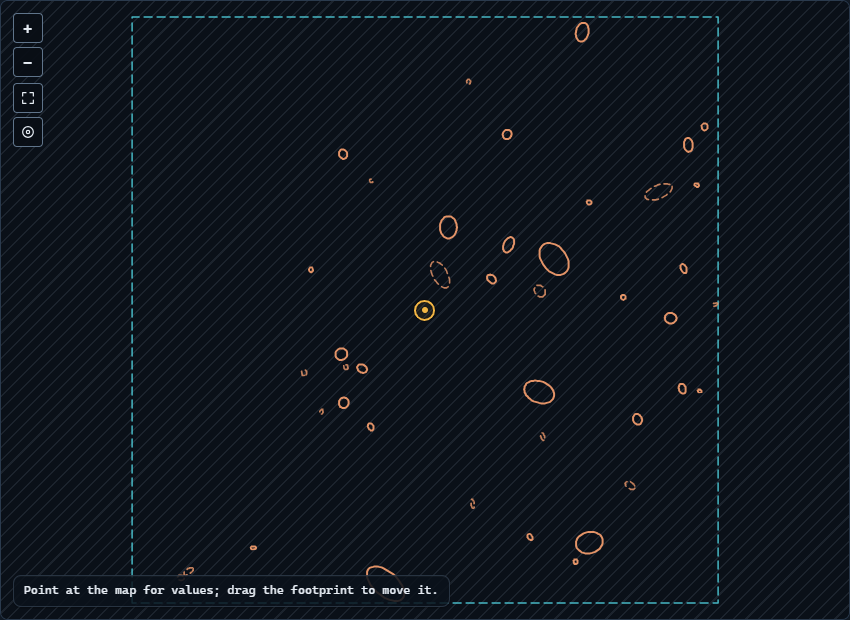 +
−
Point at the map for values; drag the footprint to move it.